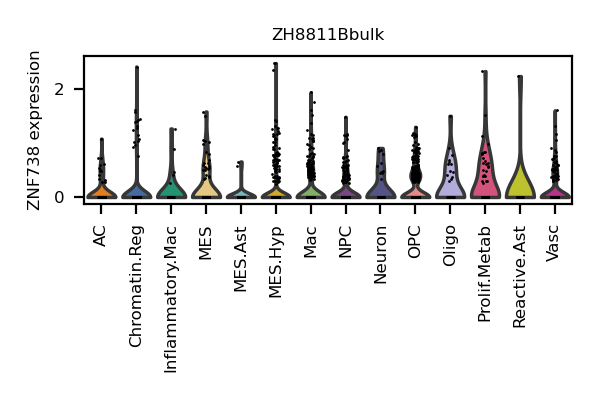 ZH8811Bbulk
ZNF738 expression
2
0
AC
Chromatin.Reg
Inflammatory.Mac
MES
MES.Ast
MES.Hyp
Mac
NPC
Neuron
OPC
Oligo
Prolif.Metab
Reactive.Ast
Vasc